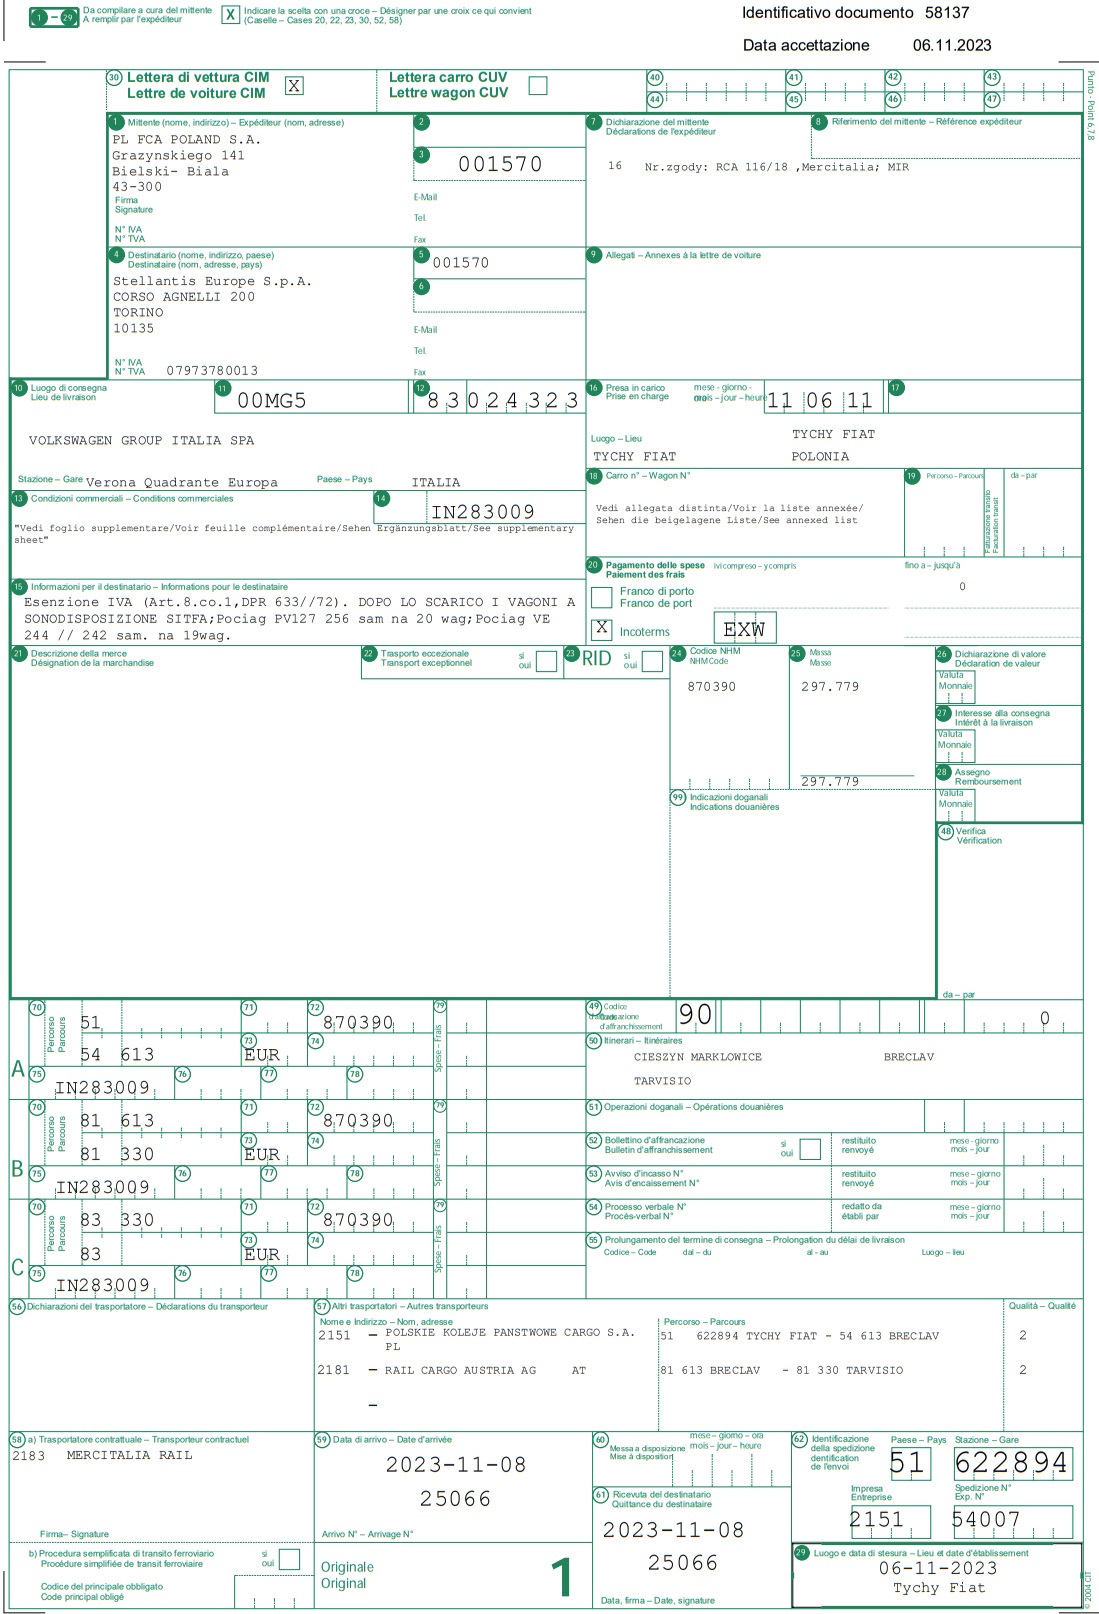 1 – 29 Da compilare a cura del mittente
A remplir par l'expéditeur
X Indicare la scelta con una croce – Désigner par une croix ce qui convient
(Caselle – Cases 20, 22, 23, 30, 52, 58)
Identificativo documento 58137
Data accettazione 06.11.2023
30 Lettera di vettura CIM
Lettre de voiture CIM X
Lettera carro CUV
Lettre wagon CUV
40 41 42 43
44 45 46 47
Punto - Point 6,7,8
1 Mittente (nome, indirizzo) – Expéditeur (nom, adresse)
PL FCA POLAND S.A.
Grazynskiego 141
Bielski- Biala
43-300
Firma
Signature
N° IVA
N° TVA
2
3 001570
E-Mail
Tel.
Fax
7 Dichiarazione del mittente
Déclarations de l'expéditeur
16 Nr.zgody: RCA 116/18 ,Mercitalia; MIR
8 Riferimento del mittente – Référence expéditeur
4 Destinatario (nome, indirizzo, paese)
Destinataire (nom, adresse, pays)
Stellantis Europe S.p.A.
CORSO AGNELLI 200
TORINO
10135
N° IVA
N° TVA 07973780013
5 001570
6
E-Mail
Tel.
Fax
9 Allegati – Annexes à la lettre de voiture
10 Luogo di consegna
Lieu de livraison
11 00MG5
12 83024323
VOLKSWAGEN GROUP ITALIA SPA
Stazione – Gare Verona Quadrante Europa Paese – Pays ITALIA
16 Presa in carico
Prise en charge
mese - giorno -
mois – jour – heure
11 06 11
17
Luogo – Lieu
TYCHY FIAT
TYCHY FIAT POLONIA
13 Condizioni commerciali – Conditions commerciales
14 IN283009
"Vedi foglio supplementare/Voir feuille complémentaire/Sehen Ergänzungsblatt/See supplementary
sheet"
18 Carro n° – Wagon N°
Vedi allegata distinta/Voir la liste annexée/
Sehen die beigelagene Liste/See annexed list
19 Percorso – Parcours
Fatturazione transito
Facturation transit
da – par
15 Informazioni per il destinatario – Informations pour le destinataire
Esenzione IVA (Art.8.co.1,DPR 633//72). DOPO LO SCARICO I VAGONI A
SONODISPOSIZIONE SITFA;Pociag PV127 256 sam na 20 wag;Pociag VE
244 // 242 sam. na 19wag.
20 Pagamento delle spese
Paiement des frais
ivi compreso – y compris
fino a – jusqu'à
0
Franco di porto
Franco de port
X Incoterms EXW
21 Descrizione della merce
Désignation de la marchandise
22 Trasporto eccezionale
Transport exceptionnel
si
oui
23 RID si
oui
24 Codice NHM
NHM Code
870390
25 Massa
Masse
297.779
297.779
26 Dichiarazione di valore
Déclaration de valeur
Valuta
Monnaie
27 Interesse alla consegna
Intérêt à la livraison
Valuta
Monnaie
28 Assegno
Remboursement
Valuta
Monnaie
99 Indicazioni doganali
Indications douanières
48 Verifica
Vérification
da – par
A
70 Percorso
Parcours
51
54 613
71
72 870390
73 EUR
74
75 IN283009
76 77 78
79 Spese – Frais
B
70 Percorso
Parcours
81 613
81 330
71
72 870390
73 EUR
74
75 IN283009
76 77 78
79 Spese – Frais
C
70 Percorso
Parcours
83 330
83
71
72 870390
73 EUR
74
75 IN283009
76 77 78
79 Spese – Frais
49 Codice
d'affranchissement
90
0
50 Itinerari – Itinéraires
CIESZYN MARKLOWICE BRECLAV
TARVISIO
51 Operazioni doganali – Opérations douanières
52 Bollettino d'affrancazione
Bulletin d'affranchissement
si
oui
restituito
renvoyé
mese - giorno
mois – jour
53 Avviso d'incasso N°
Avis d'encaissement N°
restituito
renvoyé
mese – giorno
mois – jour
54 Processo verbale N°
Procès-verbal N°
redatto da
établi par
mese – giorno
mois – jour
55 Prolungamento del termine di consegna – Prolongation du délai de livraison
Codice – Code dal – du al - au Luogo – lieu
56 Dichiarazioni del trasportatore – Déclarations du transporteur
57 Altri trasportatori – Autres transporteurs
Nome e Indirizzo – Nom, adresse
Percorso – Parcours
Qualità – Qualité
2151 – POLSKIE KOLEJE PANSTWOWE CARGO S.A.
PL
51 622894 TYCHY FIAT - 54 613 BRECLAV 2
2181 – RAIL CARGO AUSTRIA AG AT
81 613 BRECLAV - 81 330 TARVISIO 2
–
58 a) Trasportatore contrattuale – Transporteur contractuel
2183 MERCITALIA RAIL
Firma– Signature
59 Data di arrivo – Date d'arrivée
2023-11-08
25066
Arrivo N° – Arrivage N°
60 Messa a disposizione
Mise à disposition
mese – giorno – ora
mois – jour – heure
61 Ricevuta del destinatario
Quittance du destinataire
2023-11-08
25066
Data, firma – Date, signature
62 Identificazione
della spedizione
dentification
de l'envoi
Paese – Pays
51
Stazione – Gare
622894
Impresa
Entreprise
2151
Spedizione N°
Exp. N°
54007
b) Procedura semplificata di transito ferroviario
Procédure simplifiée de transit ferroviaire
si
oui
Codice del principale obbligato
Code principal obligé
Originale
Original
1
29 Luogo e data di stesura – Lieu et date d'établissement
06-11-2023
Tychy Fiat
© 2004 CIT